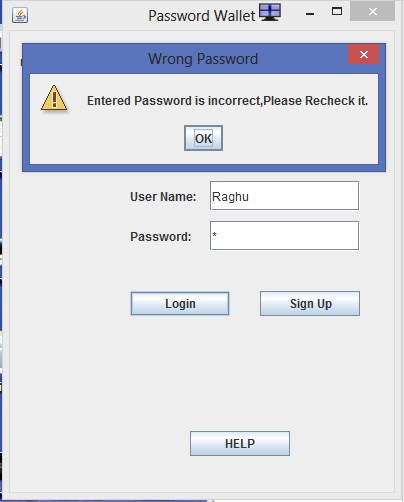 Password Wallet
Wrong Password
Entered Password is incorrect,Please Recheck it.
OK
User Name: Raghu
Password: *
Login Sign Up
HELP